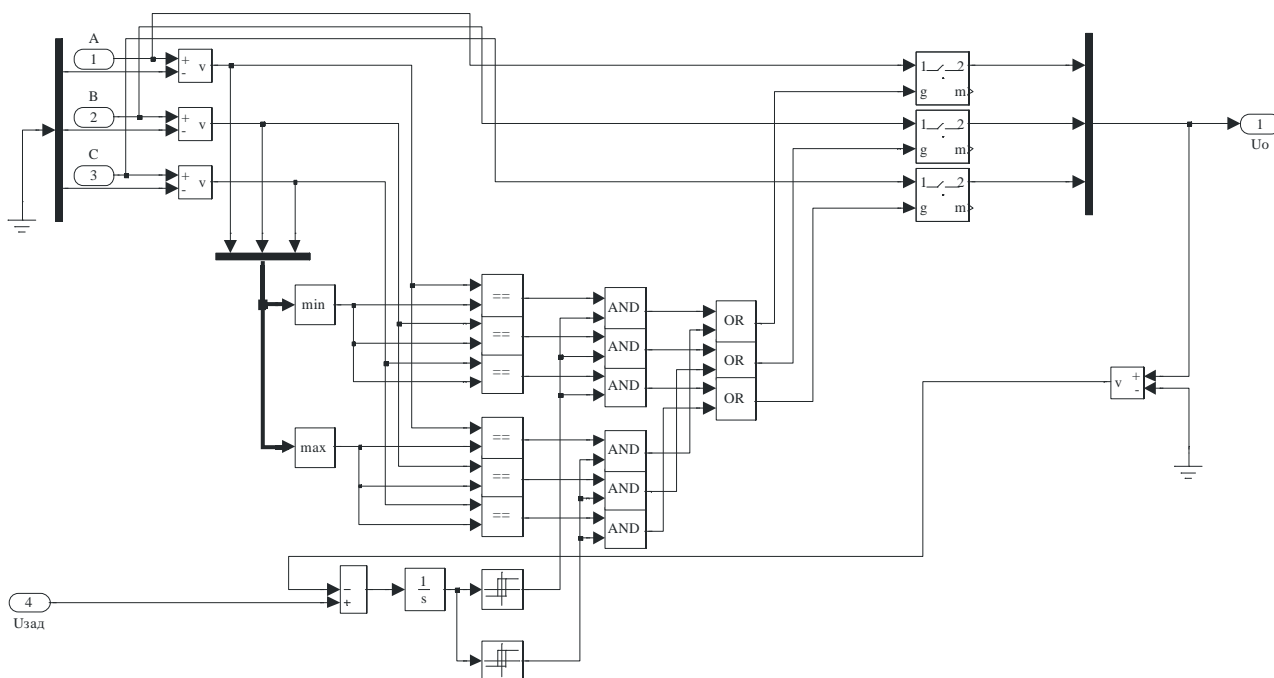 A
1
+
-
v
B
2
+
-
v
C
3
+
-
v
1
2
g
m
1
2
g
m
1
2
g
m
1
Uo
min
==
==
==
AND
AND
AND
OR
OR
OR
v
+
-
max
==
==
==
AND
AND
AND
−
+
1
s
4
Uзад